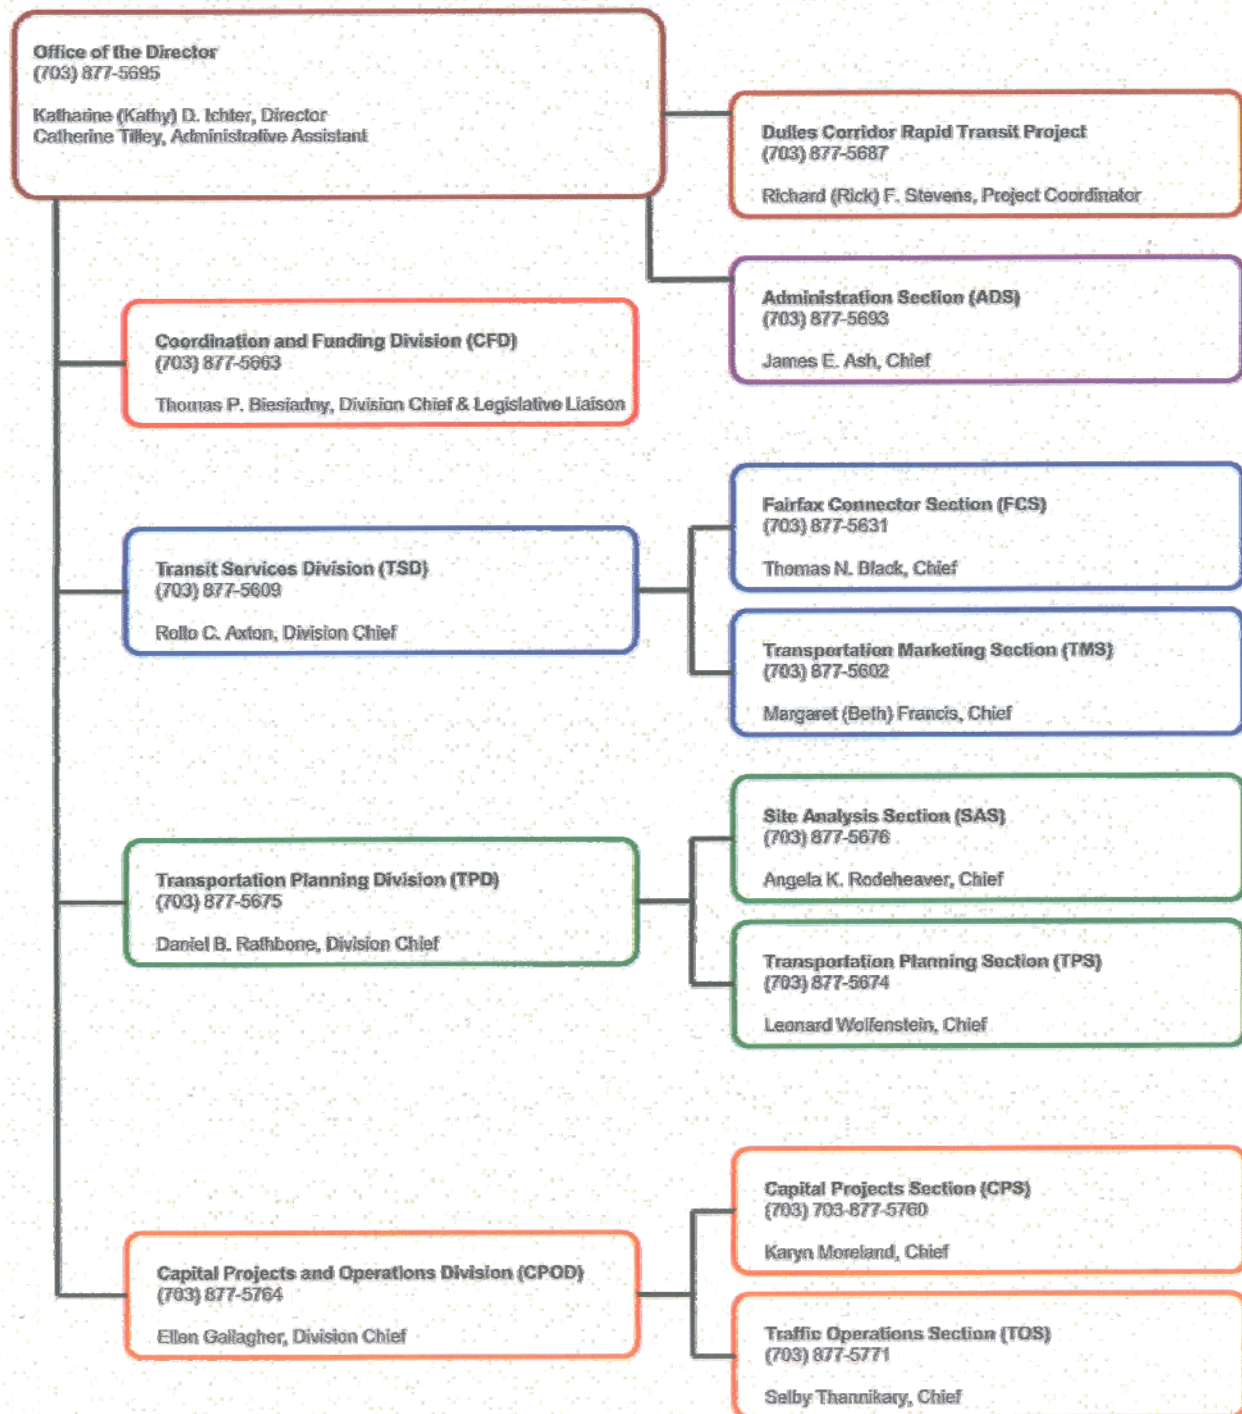 Office of the Director
(703) 877-5695
Katharine (Kathy) D. Ichter, Director
Catherine Tilley, Administrative Assistant
Dulles Corridor Rapid Transit Project
(703) 877-5687
Richard (Rick) F. Stevens, Project Coordinator
Administration Section (ADS)
(703) 877-5693
James E. Ash, Chief
Coordination and Funding Division (CFD)
(703) 877-5663
Thomas P. Biesiadny, Division Chief & Legislative Liaison
Transit Services Division (TSD)
(703) 877-5609
Rollo C. Axton, Division Chief
Fairfax Connector Section (FCS)
(703) 877-5631
Thomas N. Black, Chief
Transportation Marketing Section (TMS)
(703) 877-5602
Margaret (Beth) Francis, Chief
Transportation Planning Division (TPD)
(703) 877-5675
Daniel B. Rathbone, Division Chief
Site Analysis Section (SAS)
(703) 877-5676
Angela K. Rodeheaver, Chief
Transportation Planning Section (TPS)
(703) 877-5674
Leonard Wolfenstein, Chief
Capital Projects and Operations Division (CPOD)
(703) 877-5764
Ellen Gallagher, Division Chief
Capital Projects Section (CPS)
(703) 703-877-5760
Karyn Moreland, Chief
Traffic Operations Section (TOS)
(703) 877-5771
Selby Thannikary, Chief